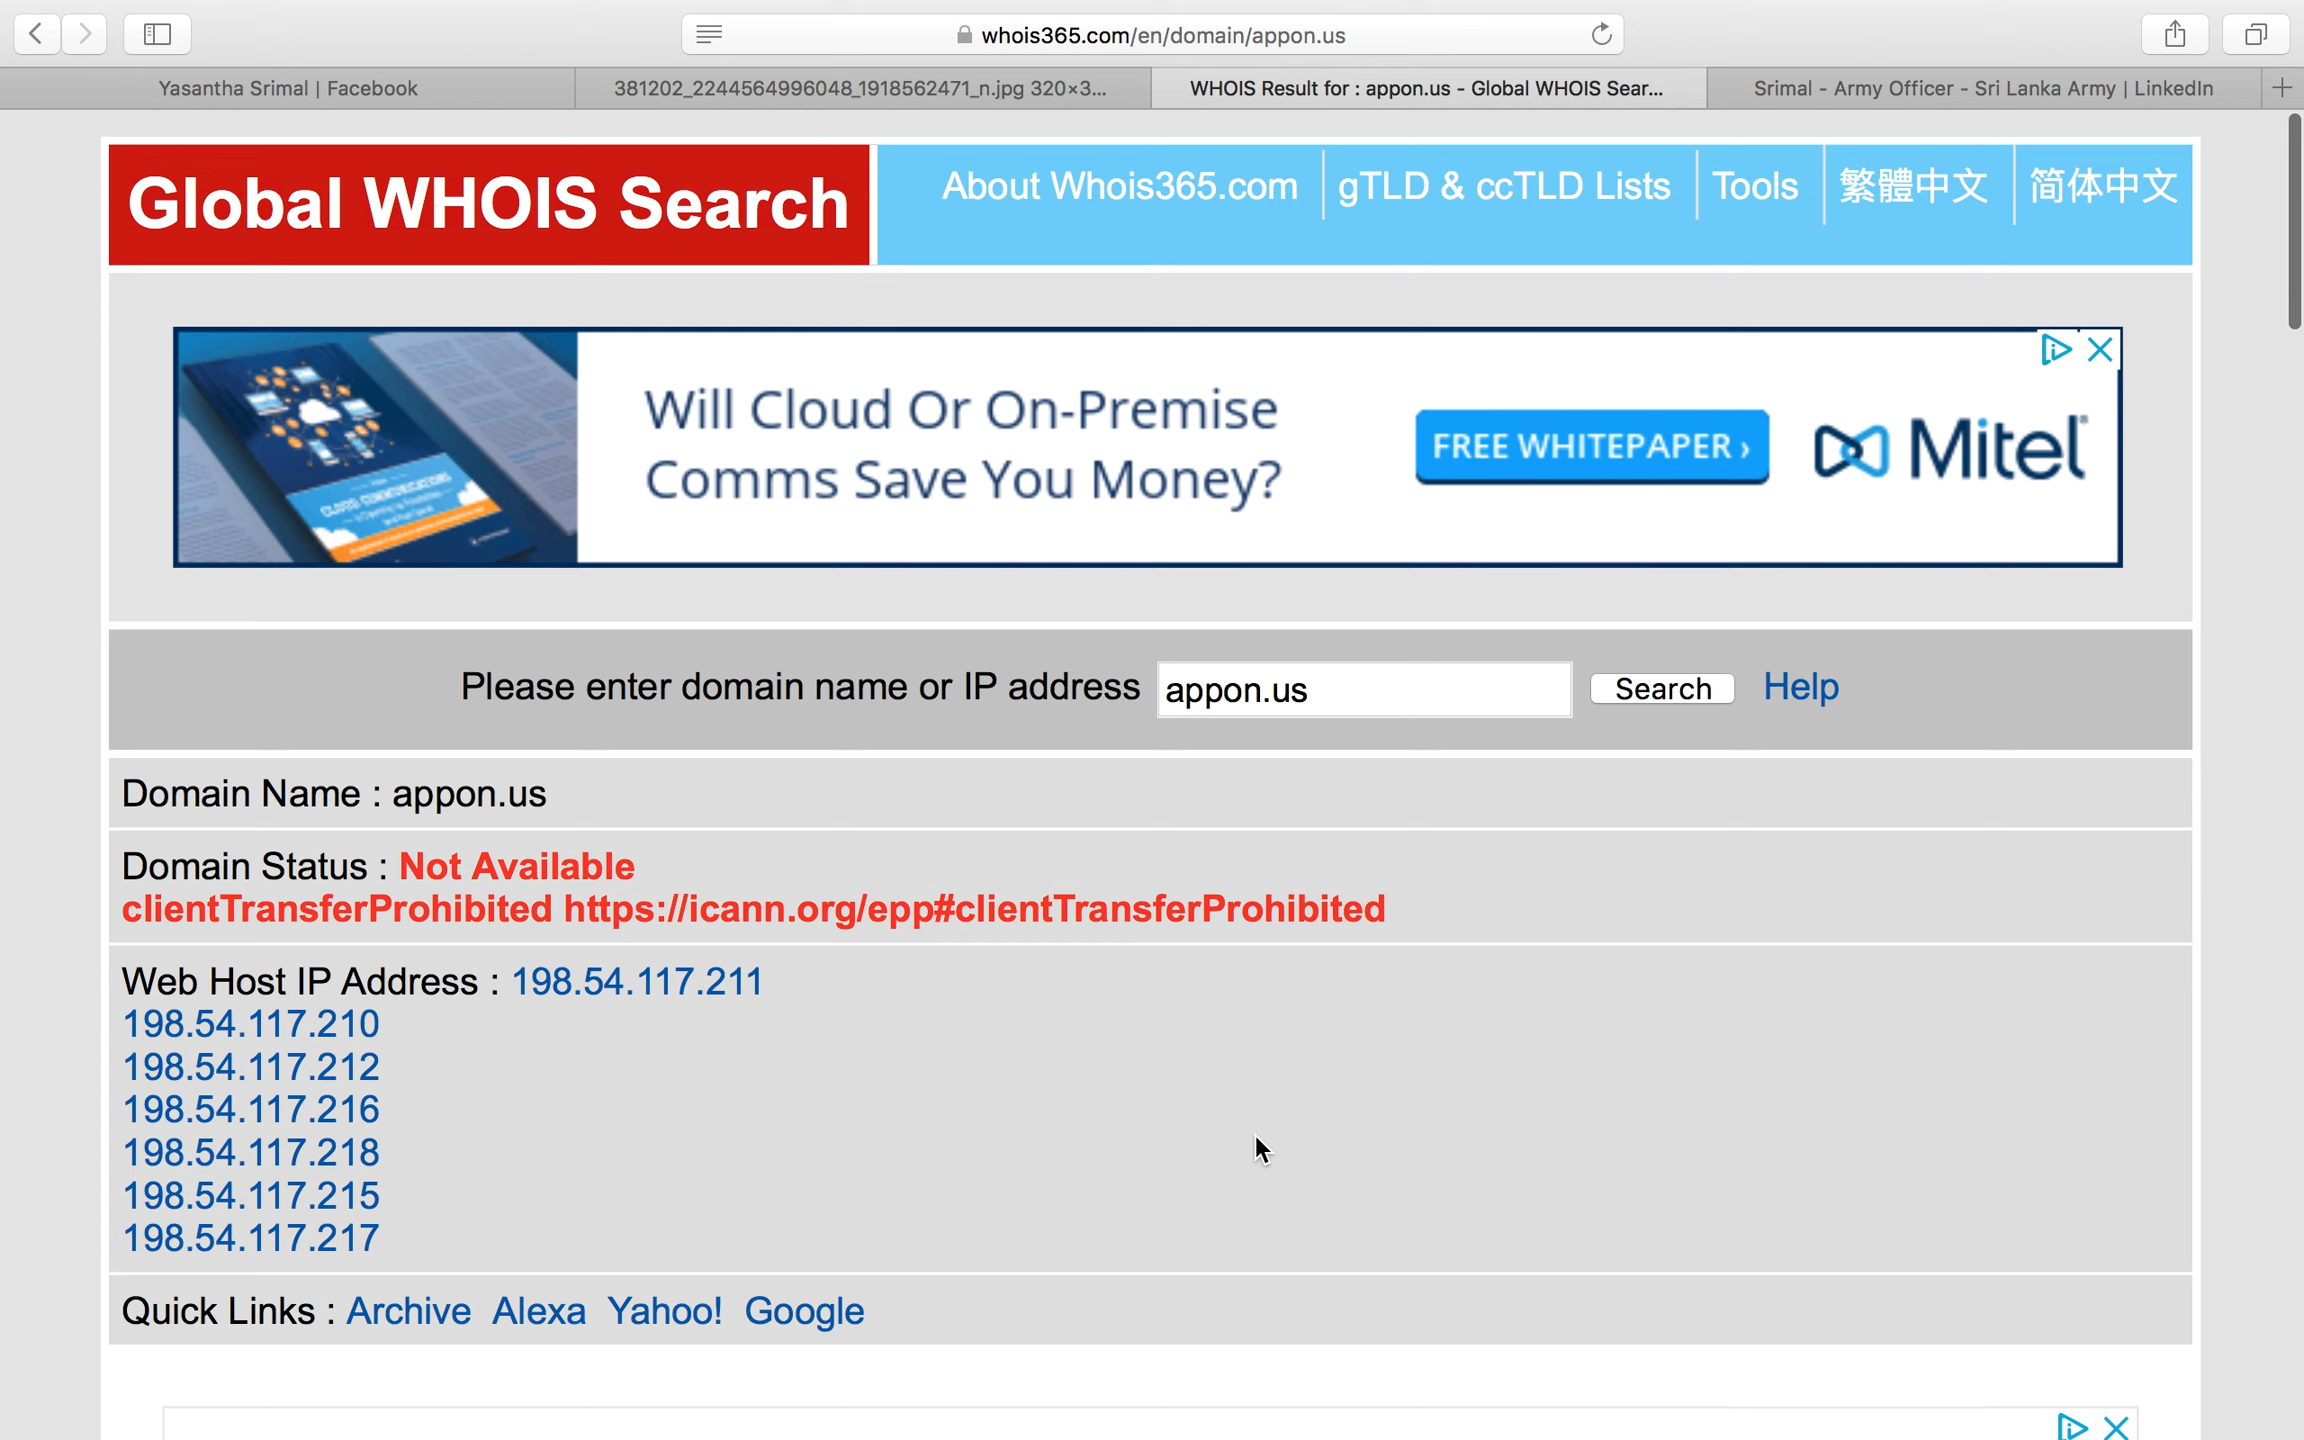 whois365.com/en/domain/appon.us
Yasantha Srimal | Facebook
381202_2244564996048_1918562471_n.jpg 320×3...
WHOIS Result for : appon.us - Global WHOIS Sear...
Srimal - Army Officer - Sri Lanka Army | LinkedIn
Global WHOIS Search
About Whois365.com
gTLD & ccTLD Lists
Tools
繁體中文
简体中文
Will Cloud Or On-Premise
Comms Save You Money?
FREE WHITEPAPER ›
Mitel
CLOUD COMMUNICATIONS
Please enter domain name or IP address
appon.us
Search
Help
Domain Name : appon.us
Domain Status : Not Available
clientTransferProhibited https://icann.org/epp#clientTransferProhibited
Web Host IP Address : 198.54.117.211
198.54.117.210
198.54.117.212
198.54.117.216
198.54.117.218
198.54.117.215
198.54.117.217
Quick Links : Archive Alexa Yahoo! Google